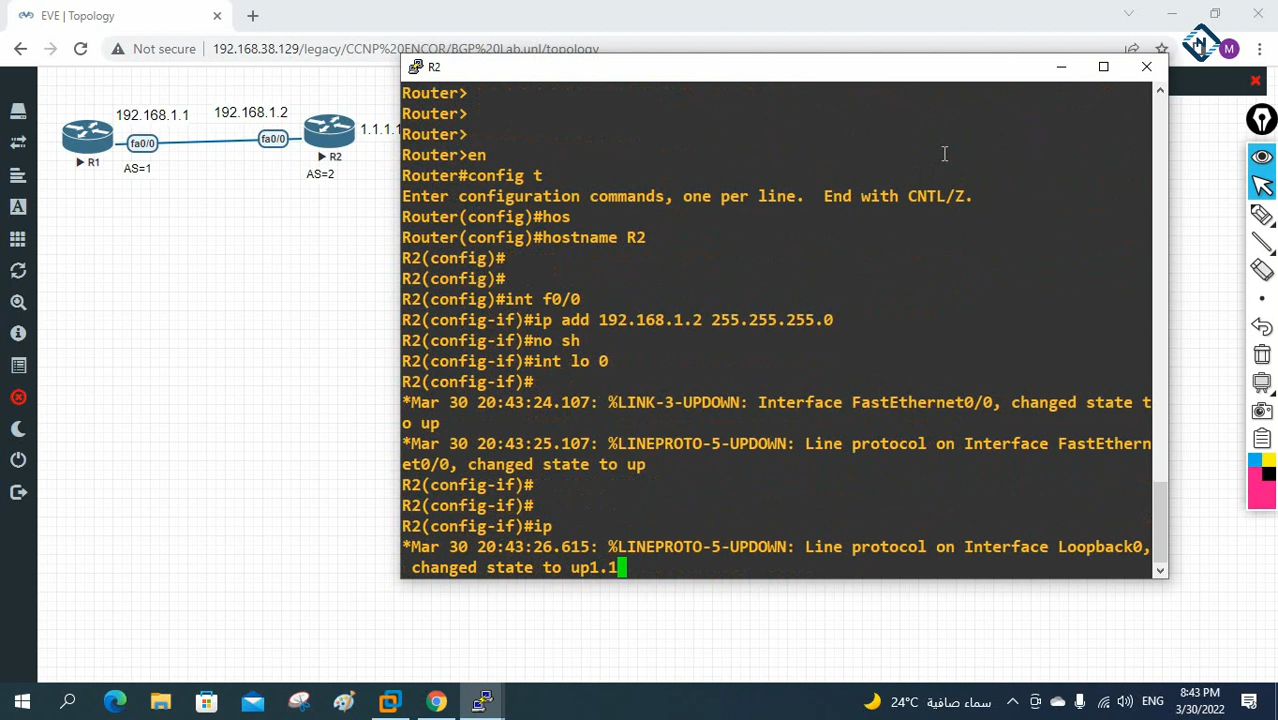 EVE | Topology
Not secure
192.168.38.129/legacy/CCNP%20ENCOR/BGP%20Lab.unl/topology
M
R2
192.168.1.1
192.168.1.2
1.1.1.1
fa0/0
fa0/0
R1
R2
AS=1
AS=2
Router>
Router>
Router>
Router>en
Router#config t
Enter configuration commands, one per line.  End with CNTL/Z.
Router(config)#hos
Router(config)#hostname R2
R2(config)#
R2(config)#
R2(config)#int f0/0
R2(config-if)#ip add 192.168.1.2 255.255.255.0
R2(config-if)#no sh
R2(config-if)#int lo 0
R2(config-if)#
*Mar 30 20:43:24.107: %LINK-3-UPDOWN: Interface FastEthernet0/0, changed state t
o up
*Mar 30 20:43:25.107: %LINEPROTO-5-UPDOWN: Line protocol on Interface FastEthern
et0/0, changed state to up
R2(config-if)#
R2(config-if)#
R2(config-if)#ip
*Mar 30 20:43:26.615: %LINEPROTO-5-UPDOWN: Line protocol on Interface Loopback0,
changed state to up1.1
24°C سماء صافية
ENG
8:43 PM
3/30/2022